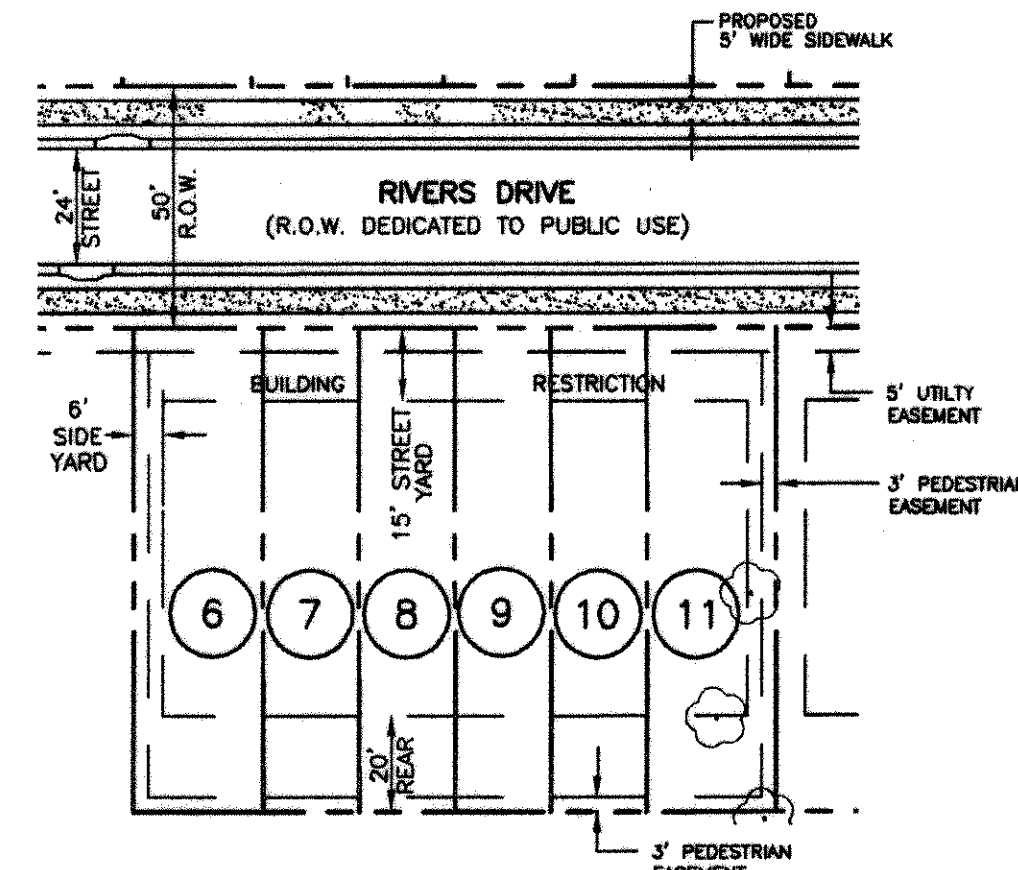 PROPOSED
5' WIDE SIDEWALK
24'
STREET
50'
R.O.W.
RIVERS DRIVE
(R.O.W. DEDICATED TO PUBLIC USE)
BUILDING RESTRICTION
5' UTILTY
EASEMENT
6'
SIDE
YARD
15' STREET
YARD
3' PEDESTRIAN
EASEMENT
6 7 8 9 10 11
20'
REAR
3' PEDESTRIAN
EASEMENT